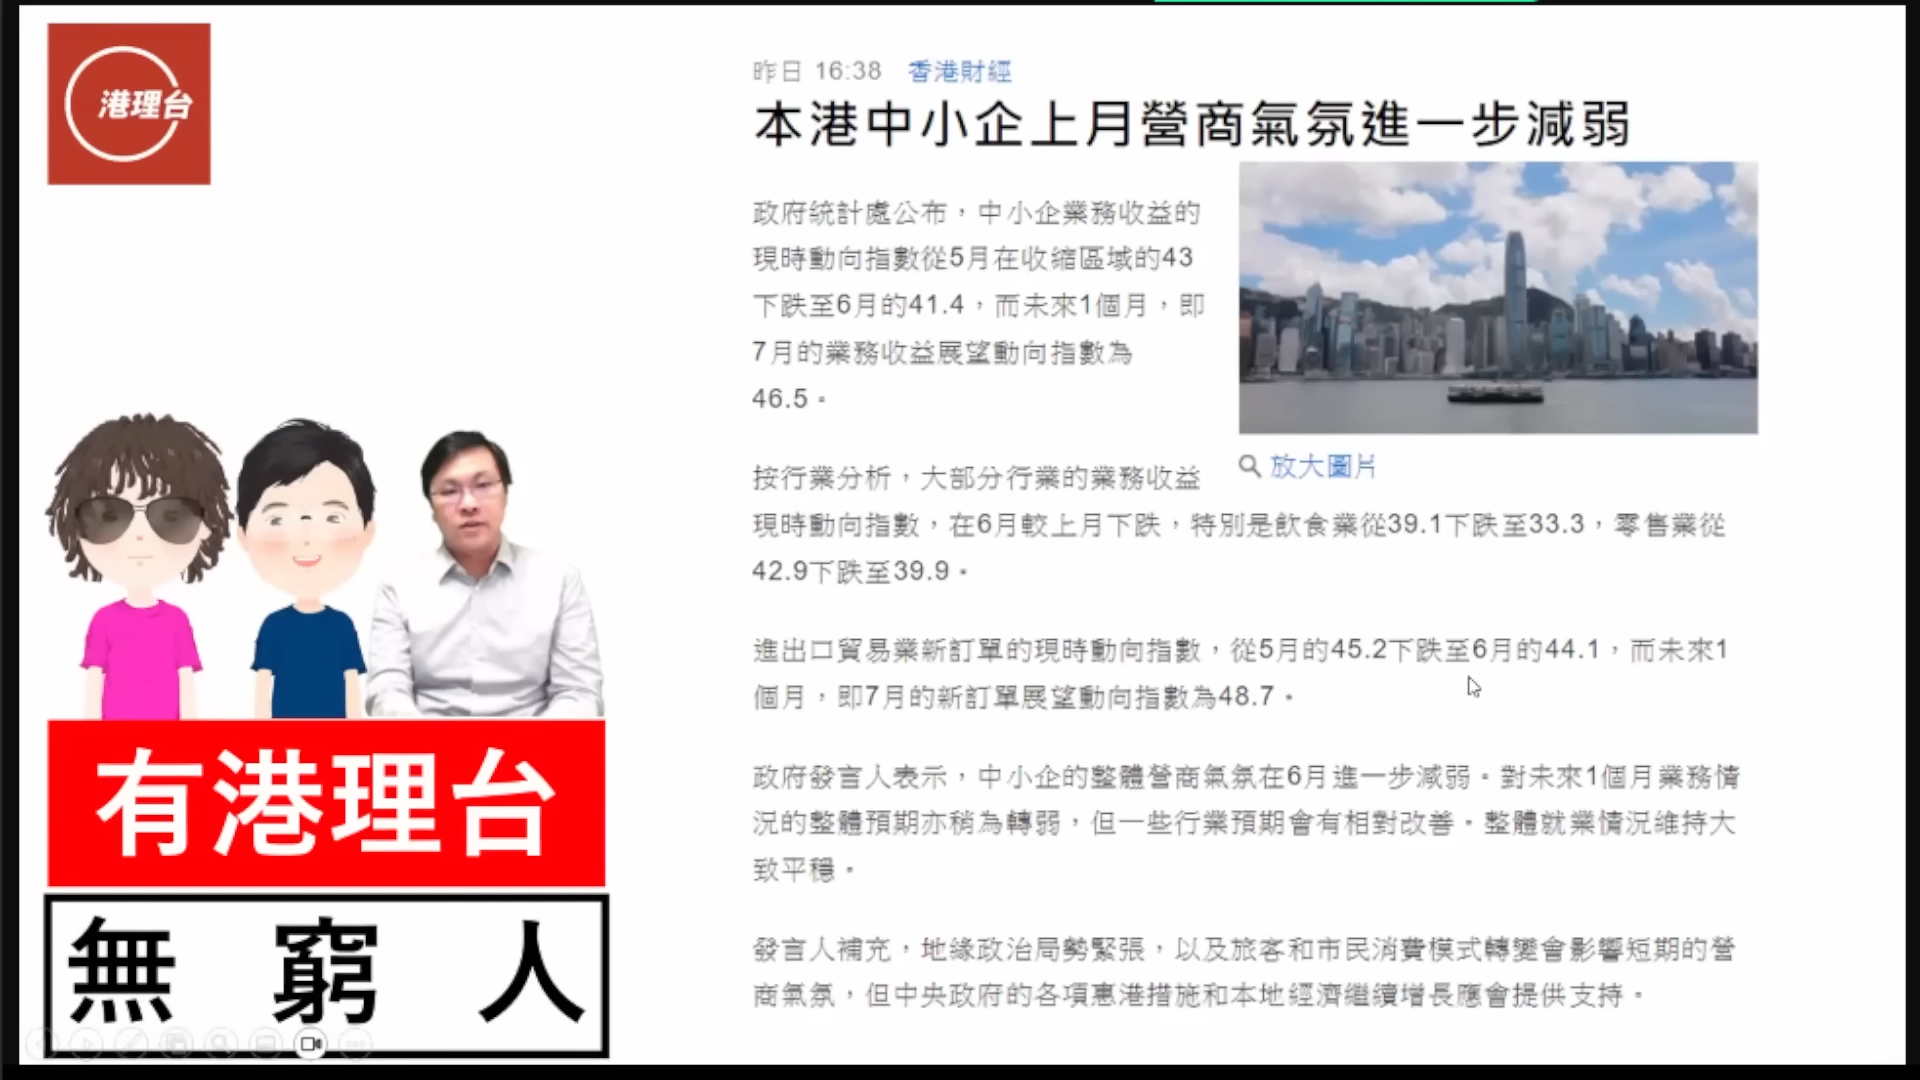 港理台
昨日 16:38 香港財經
本港中小企上月營商氣氛進一步減弱
政府統計處公布，中小企業務收益的
現時動向指數從5月在收縮區域的43
下跌至6月的41.4，而未來1個月，即
7月的業務收益展望動向指數為
46.5。
放大圖片
按行業分析，大部分行業的業務收益
現時動向指數，在6月較上月下跌，特別是飲食業從39.1下跌至33.3，零售業從
42.9下跌至39.9。
進出口貿易業新訂單的現時動向指數，從5月的45.2下跌至6月的44.1，而未來1
個月，即7月的新訂單展望動向指數為48.7。
政府發言人表示，中小企的整體營商氣氛在6月進一步減弱。對未來1個月業務情
況的整體預期亦稍為轉弱，但一些行業預期會有相對改善。整體就業情況維持大
致平穩。
發言人補充，地緣政治局勢緊張，以及旅客和市民消費模式轉變會影響短期的營
商氣氛，但中央政府的各項惠港措施和本地經濟繼續增長應會提供支持。
有港理台
無窮人